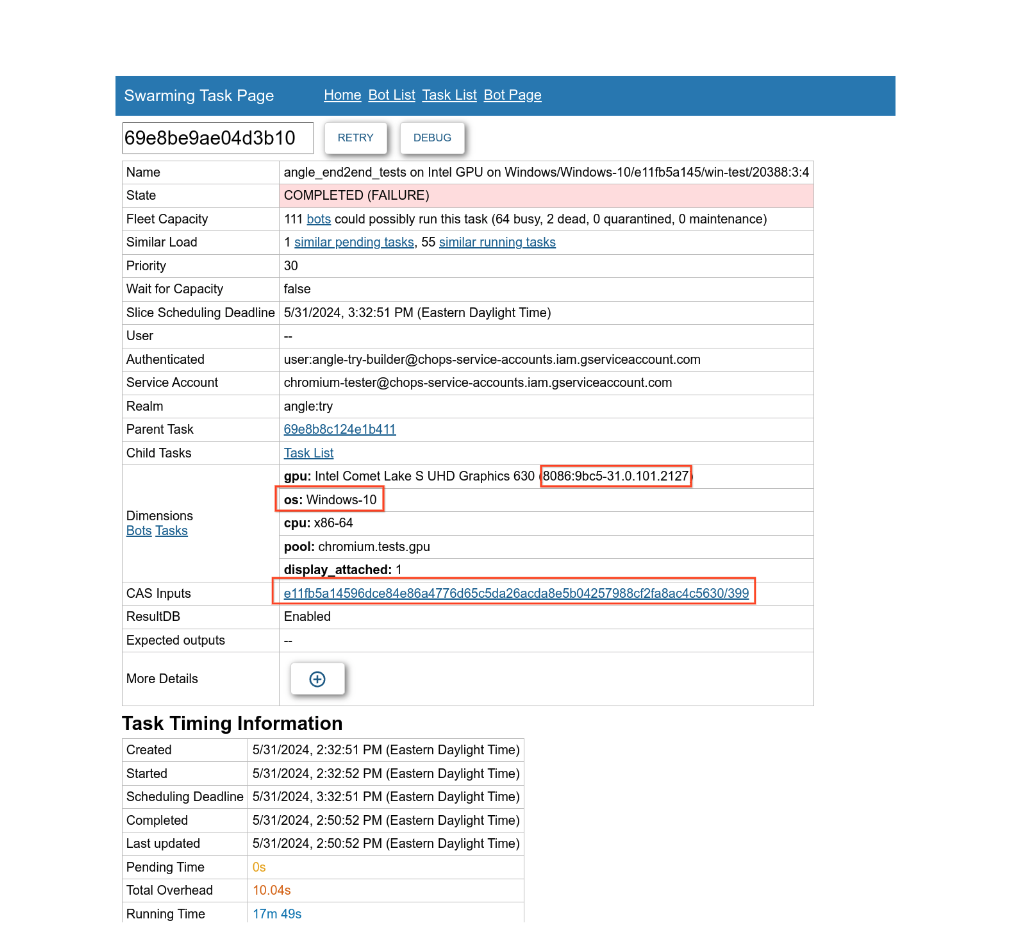 Swarming Task Page Home Bot List Task List Bot Page
69e8be9ae04d3b10 RETRY DEBUG
Name angle_end2end_tests on Intel GPU on Windows/Windows-10/e11fb5a145/win-test/20388:3:4
State COMPLETED (FAILURE)
Fleet Capacity 111 bots could possibly run this task (64 busy, 2 dead, 0 quarantined, 0 maintenance)
Similar Load 1 similar pending tasks, 55 similar running tasks
Priority 30
Wait for Capacity false
Slice Scheduling Deadline 5/31/2024, 3:32:51 PM (Eastern Daylight Time)
User --
Authenticated user:angle-try-builder@chops-service-accounts.iam.gserviceaccount.com
Service Account chromium-tester@chops-service-accounts.iam.gserviceaccount.com
Realm angle:try
Parent Task 69e8b8c124e1b411
Child Tasks Task List
Dimensions
Bots Tasks
gpu: Intel Comet Lake S UHD Graphics 630 (8086:9bc5-31.0.101.2127)
os: Windows-10
cpu: x86-64
pool: chromium.tests.gpu
display_attached: 1
CAS Inputs e11fb5a14596dce84e86a4776d65c5da26acda8e5b04257988cf2fa8ac4c5630/399
ResultDB Enabled
Expected outputs --
More Details
Task Timing Information
Created 5/31/2024, 2:32:51 PM (Eastern Daylight Time)
Started 5/31/2024, 2:32:52 PM (Eastern Daylight Time)
Scheduling Deadline 5/31/2024, 3:32:51 PM (Eastern Daylight Time)
Completed 5/31/2024, 2:50:52 PM (Eastern Daylight Time)
Last updated 5/31/2024, 2:50:52 PM (Eastern Daylight Time)
Pending Time 0s
Total Overhead 10.04s
Running Time 17m 49s